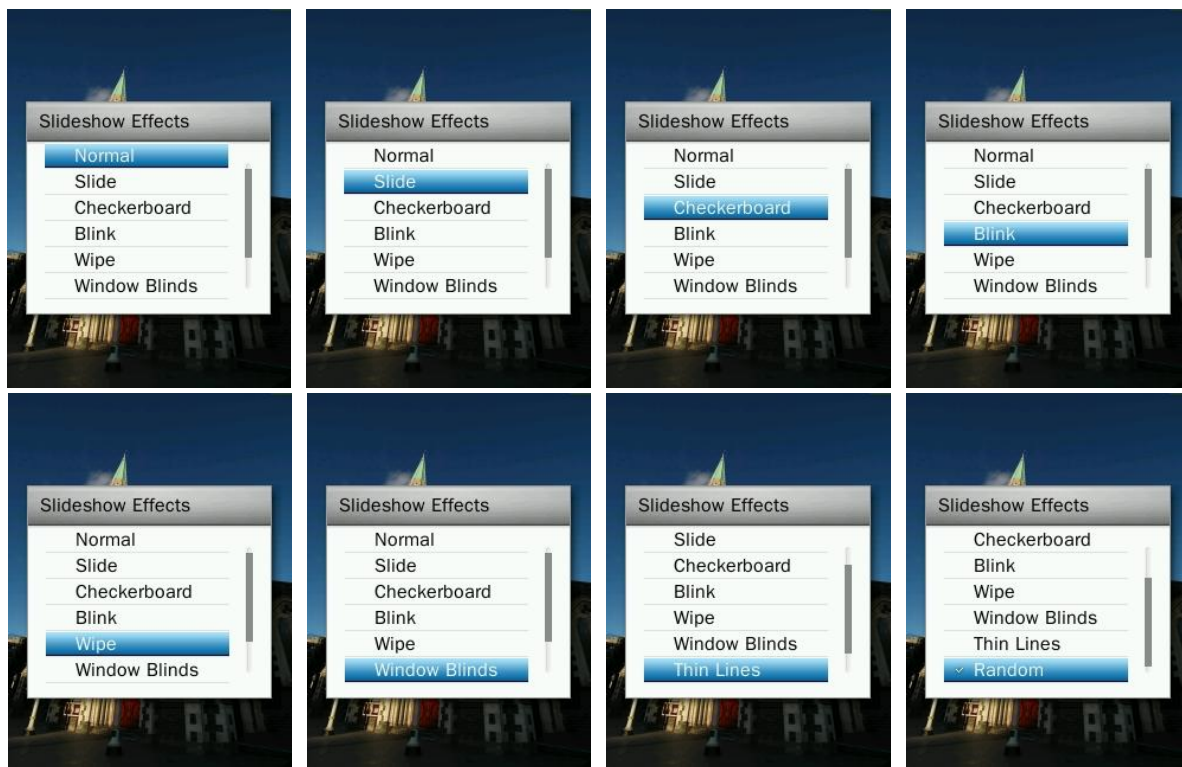 Slideshow Effects
Normal
Slide
Checkerboard
Blink
Wipe
Window Blinds
Slideshow Effects
Normal
Slide
Checkerboard
Blink
Wipe
Window Blinds
Slideshow Effects
Normal
Slide
Checkerboard
Blink
Wipe
Window Blinds
Slideshow Effects
Normal
Slide
Checkerboard
Blink
Wipe
Window Blinds
Slideshow Effects
Normal
Slide
Checkerboard
Blink
Wipe
Window Blinds
Slideshow Effects
Normal
Slide
Checkerboard
Blink
Wipe
Window Blinds
Slideshow Effects
Slide
Checkerboard
Blink
Wipe
Window Blinds
Thin Lines
Slideshow Effects
Checkerboard
Blink
Wipe
Window Blinds
Thin Lines
Random